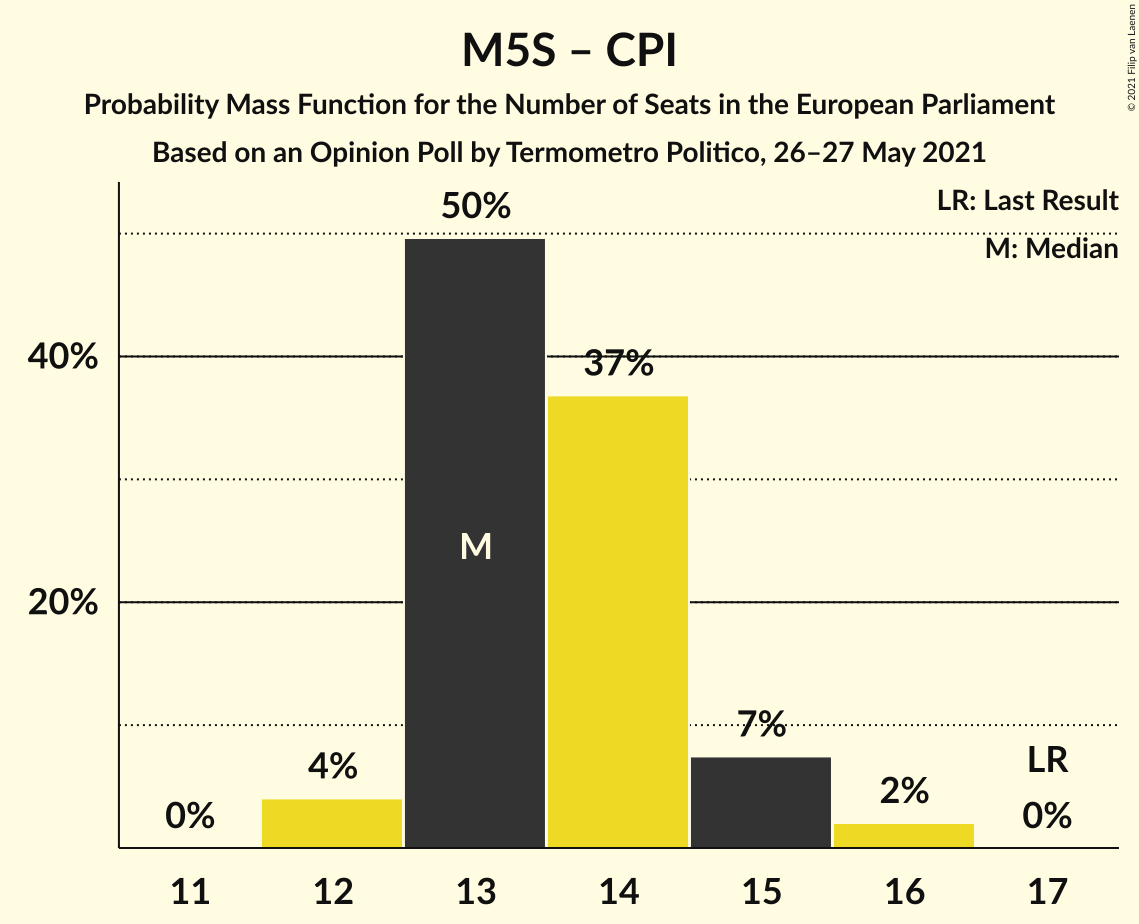 M5S – CPI
Probability Mass Function for the Number of Seats in the European Parliament
Based on an Opinion Poll by Termometro Politico, 26–27 May 2021
© 2021 Filip van Laenen
LR: Last Result
M: Median
50%
40%
37%
M
20%
7%
4%
2%
LR
0%
0%
11 12 13 14 15 16 17